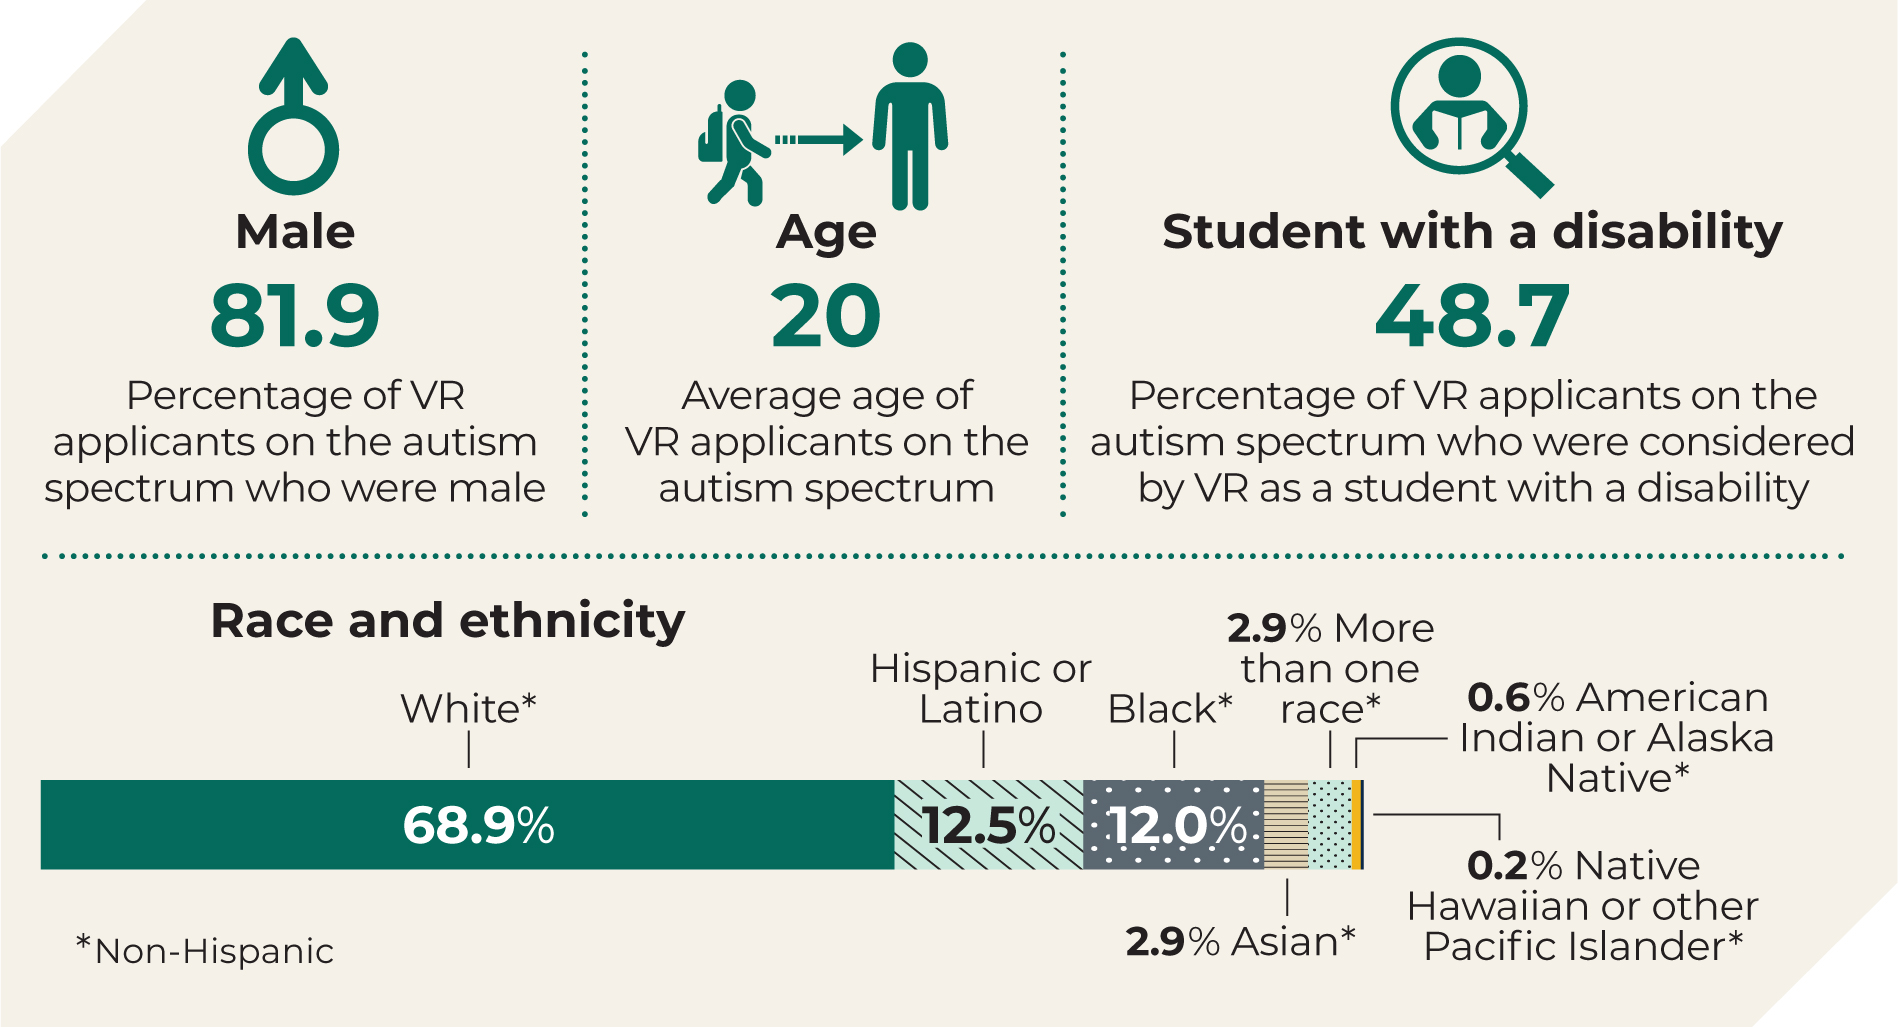 Male
81.9
Percentage of VR
applicants on the autism
spectrum who were male
Age
20
Average age of
VR applicants on the
autism spectrum
Student with a disability
48.7
Percentage of VR applicants on the
autism spectrum who were considered
by VR as a student with a disability
Race and ethnicity
White*
68.9%
Hispanic or
Latino
12.5%
Black*
12.0%
2.9% Asian*
2.9% More
than one
race*
0.6% American
Indian or Alaska
Native*
0.2% Native
Hawaiian or other
Pacific Islander*
*Non-Hispanic